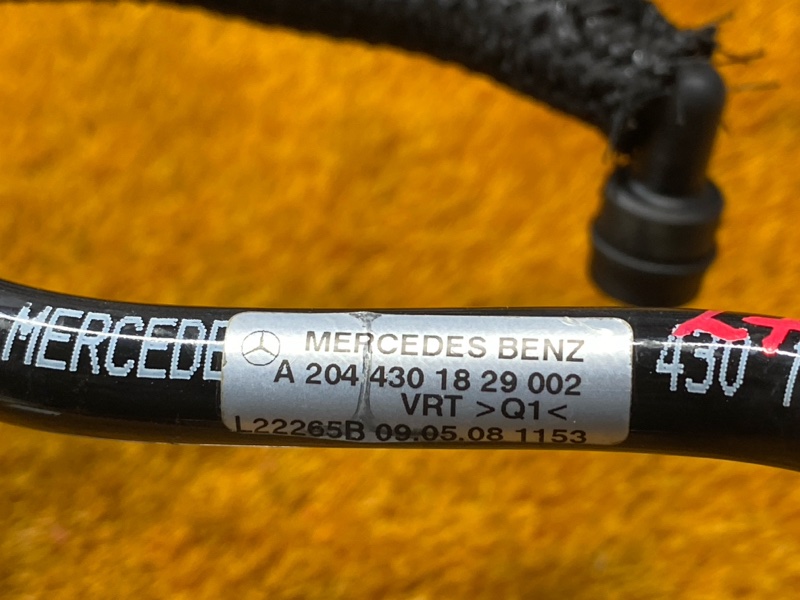 MERCEDE
MERCEDES BENZ
A 204 430 18 29 002
VRT >Q1<
L22265B 09.05.08 1153
430